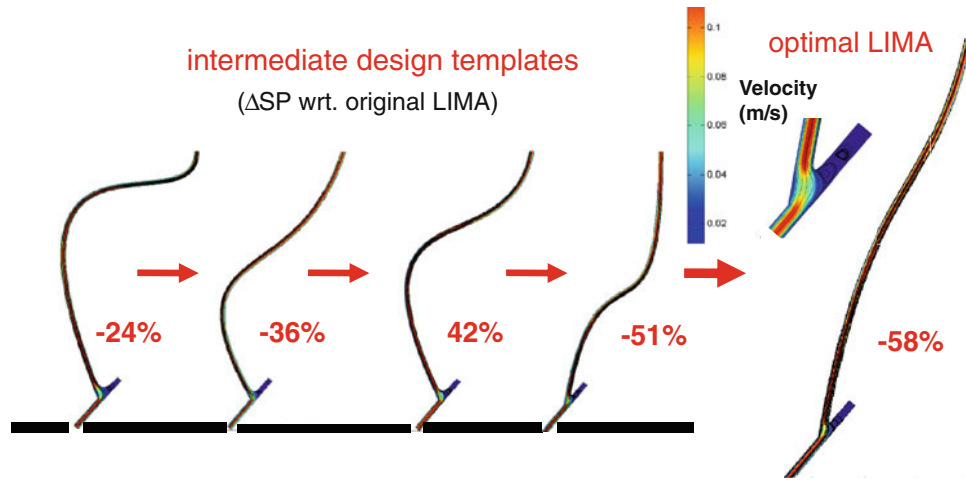 intermediate design templates
(ΔSP wrt. original LIMA)
optimal LIMA
Velocity
(m/s)
0.1
0.08
0.06
0.04
0.02
-24%
-36%
42%
-51%
-58%